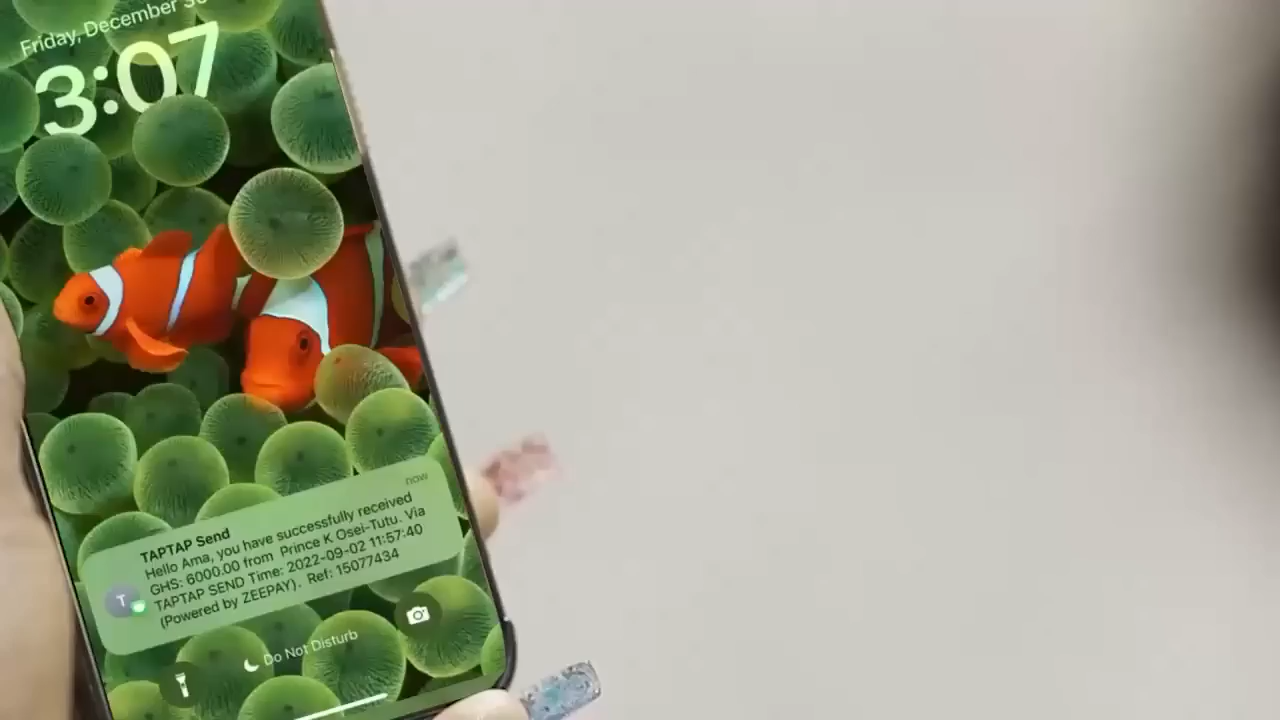 Friday, December 30
3:07
now
TAPTAP Send
Hello Ama, you have successfully received
GHS: 6000.00 from Prince K Osei-Tutu. Via
TAPTAP SEND Time: 2022-09-02 11:57:40
(Powered by ZEEPAY). Ref: 15077434
T
Do Not Disturb